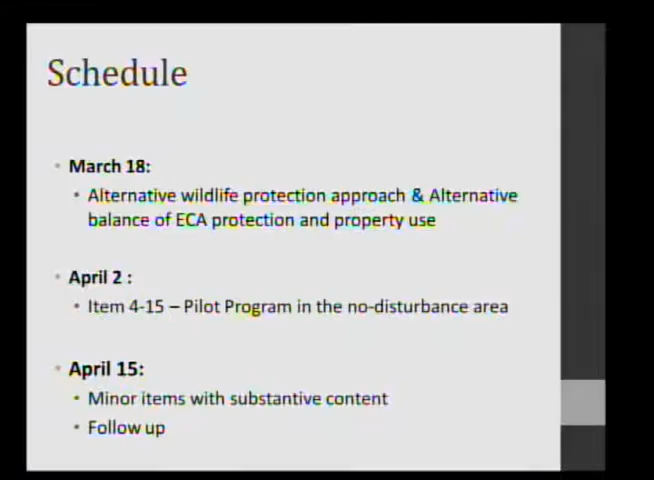 Schedule
March 18:
Alternative wildlife protection approach & Alternative
balance of ECA protection and property use
April 2 :
Item 4-15 – Pilot Program in the no-disturbance area
April 15:
Minor items with substantive content
Follow up